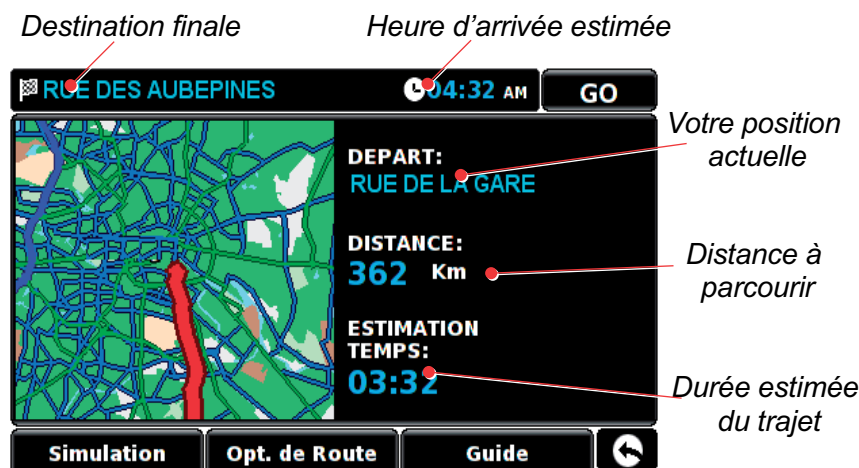 Destination finale
Heure d’arrivée estimée
RUE DES AUBEPINES
04:32 AM
GO
Votre position
actuelle
DEPART:
RUE DE LA GARE
DISTANCE:
362 Km
Distance à
parcourir
ESTIMATION
TEMPS:
03:32
Durée estimée
du trajet
Simulation
Opt. de Route
Guide